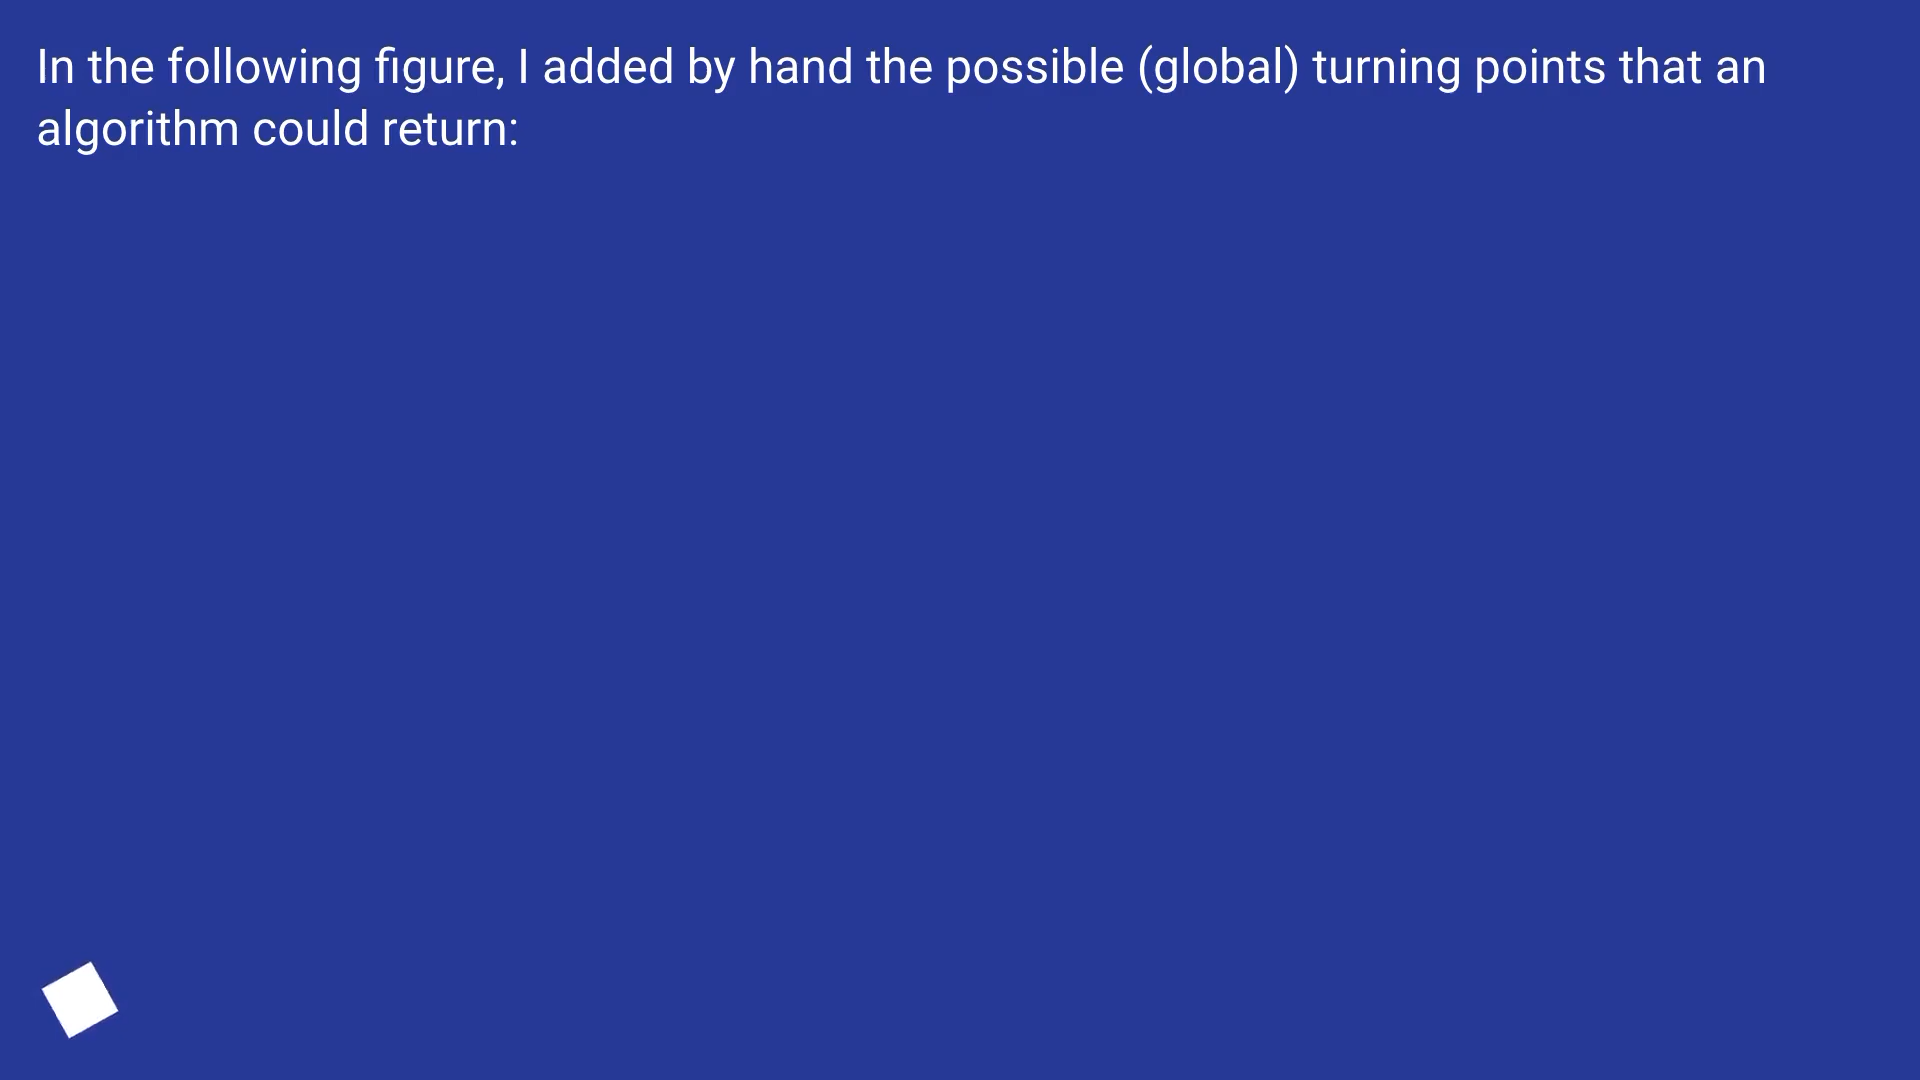 In the following figure, I added by hand the possible (global) turning points that an
algorithm could return: